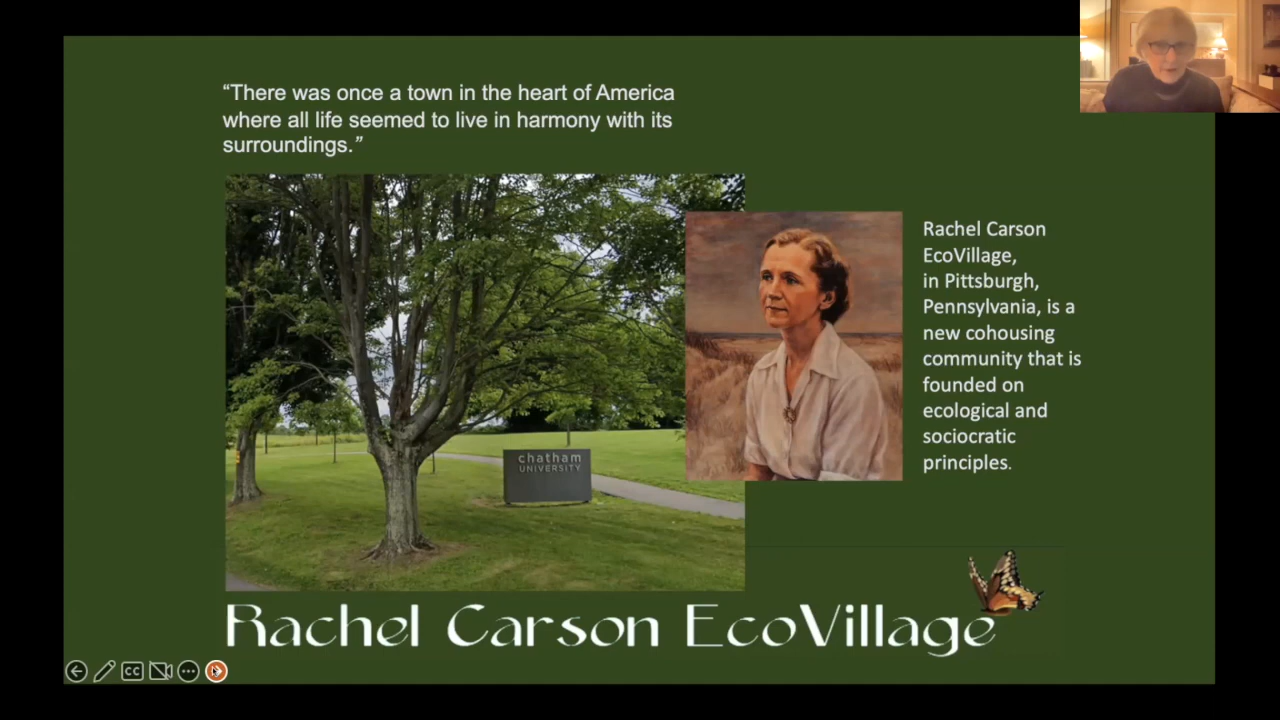 “There was once a town in the heart of America
where all life seemed to live in harmony with its
surroundings.”
chatham
UNIVERSITY
Rachel Carson
EcoVillage,
in Pittsburgh,
Pennsylvania, is a
new cohousing
community that is
founded on
ecological and
sociocratic
principles.
Rachel Carson EcoVillage
CC